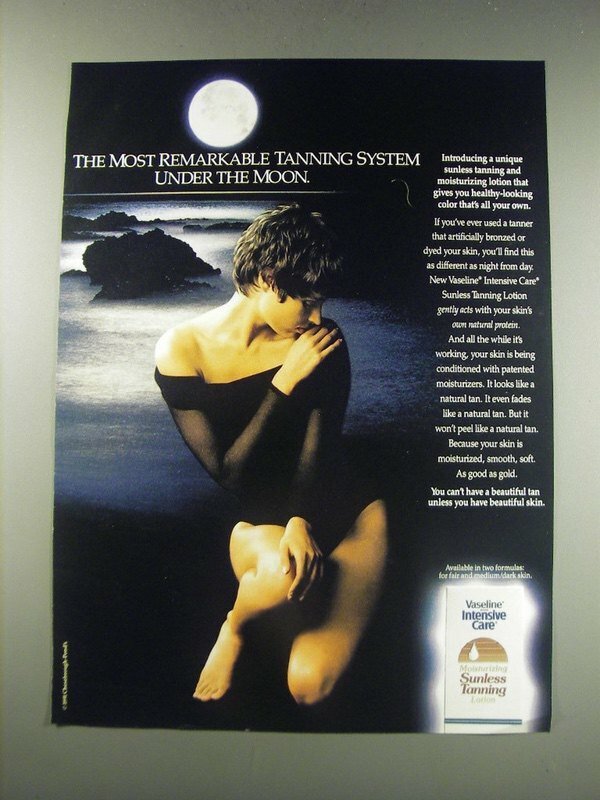 THE MOST REMARKABLE TANNING SYSTEM
UNDER THE MOON.
Introducing a unique
sunless tanning and
moisturizing lotion that
gives you healthy-looking
color that's all your own.
If you've ever used a tanner
that artificially bronzed or
dyed your skin, you'll find this
as different as night from day.
New Vaseline® Intensive Care®
Sunless Tanning Lotion
gently acts with your skin's
own natural protein.
And all the while it's
working, your skin is being
conditioned with patented
moisturizers. It looks like a
natural tan. It even fades
like a natural tan. But it
won't peel like a natural tan.
Because your skin is
moisturized, smooth, soft.
As good as gold.
You can't have a beautiful tan
unless you have beautiful skin.
Available in two formulas:
for fair and medium/dark skin.
Vaseline
Intensive
Care
Moisturizing
Sunless
Tanning
Lotion
Chesebrough-Pond's